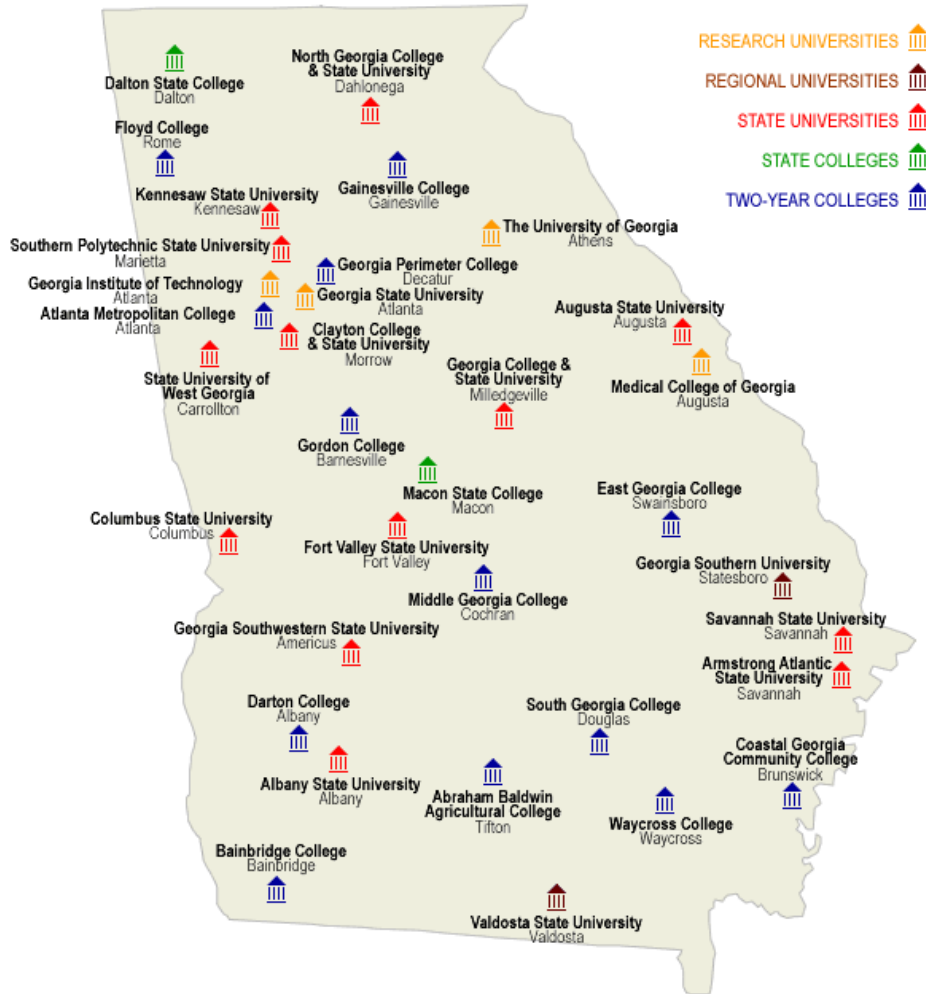 RESEARCH UNIVERSITIES
REGIONAL UNIVERSITIES
STATE UNIVERSITIES
STATE COLLEGES
TWO-YEAR COLLEGES
Dalton State College
Dalton
North Georgia College
& State University
Dahlonega
Floyd College
Rome
Gainesville College
Gainesville
Kennesaw State University
Kennesaw
The University of Georgia
Athens
Southern Polytechnic State University
Marietta
Georgia Perimeter College
Decatur
Georgia Institute of Technology
Atlanta
Georgia State University
Atlanta
Atlanta Metropolitan College
Atlanta
Clayton College
& State University
Morrow
Augusta State University
Augusta
Medical College of Georgia
Augusta
State University of
West Georgia
Carrollton
Georgia College &
State University
Milledgeville
Gordon College
Barnesville
Macon State College
Macon
East Georgia College
Swainsboro
Columbus State University
Columbus
Fort Valley State University
Fort Valley
Georgia Southern University
Statesboro
Middle Georgia College
Cochran
Savannah State University
Savannah
Georgia Southwestern State University
Americus
Armstrong Atlantic
State University
Savannah
Darton College
Albany
South Georgia College
Douglas
Coastal Georgia
Community College
Brunswick
Albany State University
Albany
Abraham Baldwin
Agricultural College
Tifton
Waycross College
Waycross
Bainbridge College
Bainbridge
Valdosta State University
Valdosta